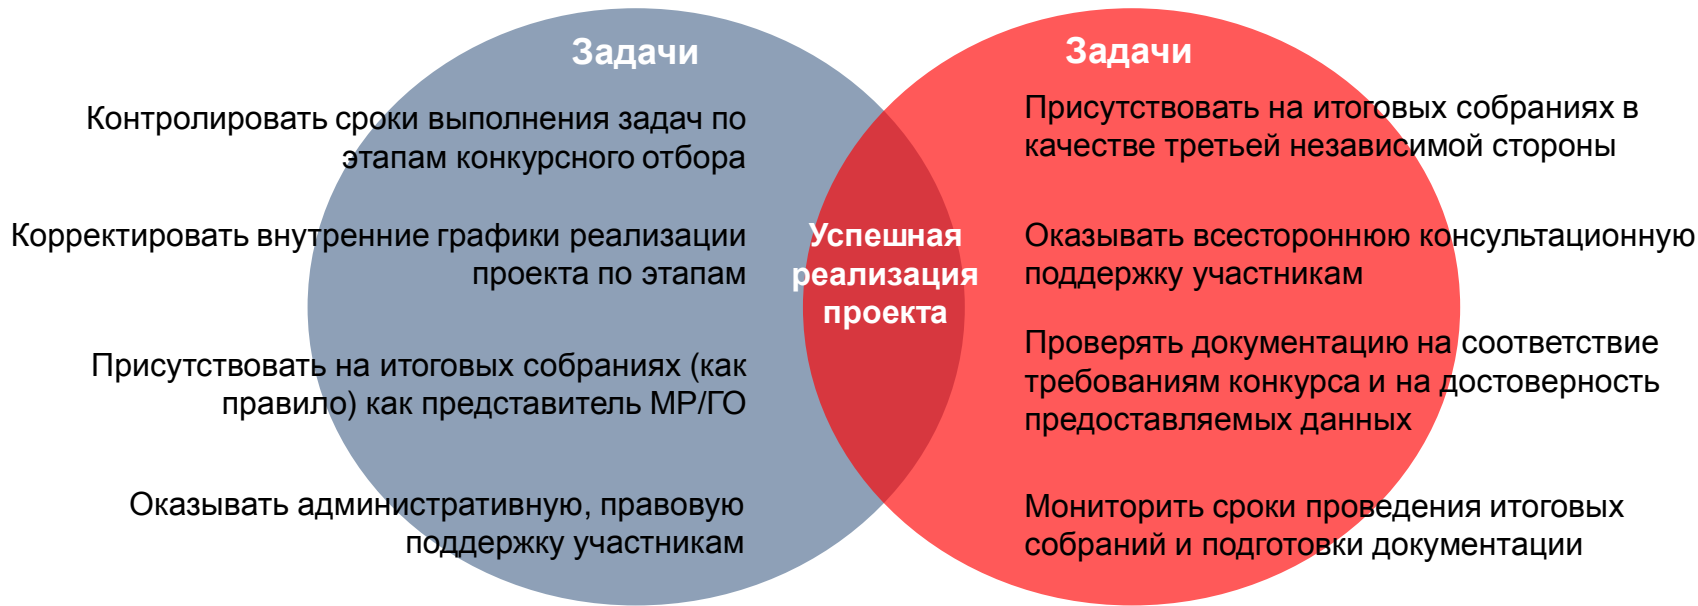 Задачи
Контролировать сроки выполнения задач по
этапам конкурсного отбора
Корректировать внутренние графики реализации
проекта по этапам
Присутствовать на итоговых собраниях (как
правило) как представитель МР/ГО
Оказывать административную, правовую
поддержку участникам
Успешная
реализация
проекта
Задачи
Присутствовать на итоговых собраниях в
качестве третьей независимой стороны
Оказывать всестороннюю консультационную
поддержку участникам
Проверять документацию на соответствие
требованиям конкурса и на достоверность
предоставляемых данных
Мониторить сроки проведения итоговых
собраний и подготовки документации